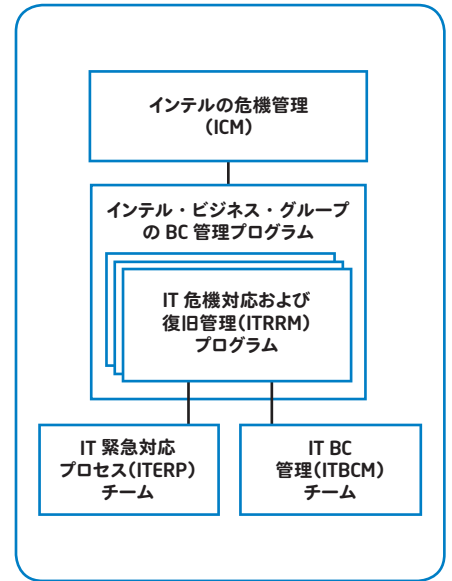 インテルの危機管理
(ICM)
インテル・ビジネス・グループ
の BC 管理プログラム
IT 危機対応および
復旧管理(ITRRM)
プログラム
IT 緊急対応
プロセス(ITERP)
チーム
IT BC
管理(ITBCM)
チーム